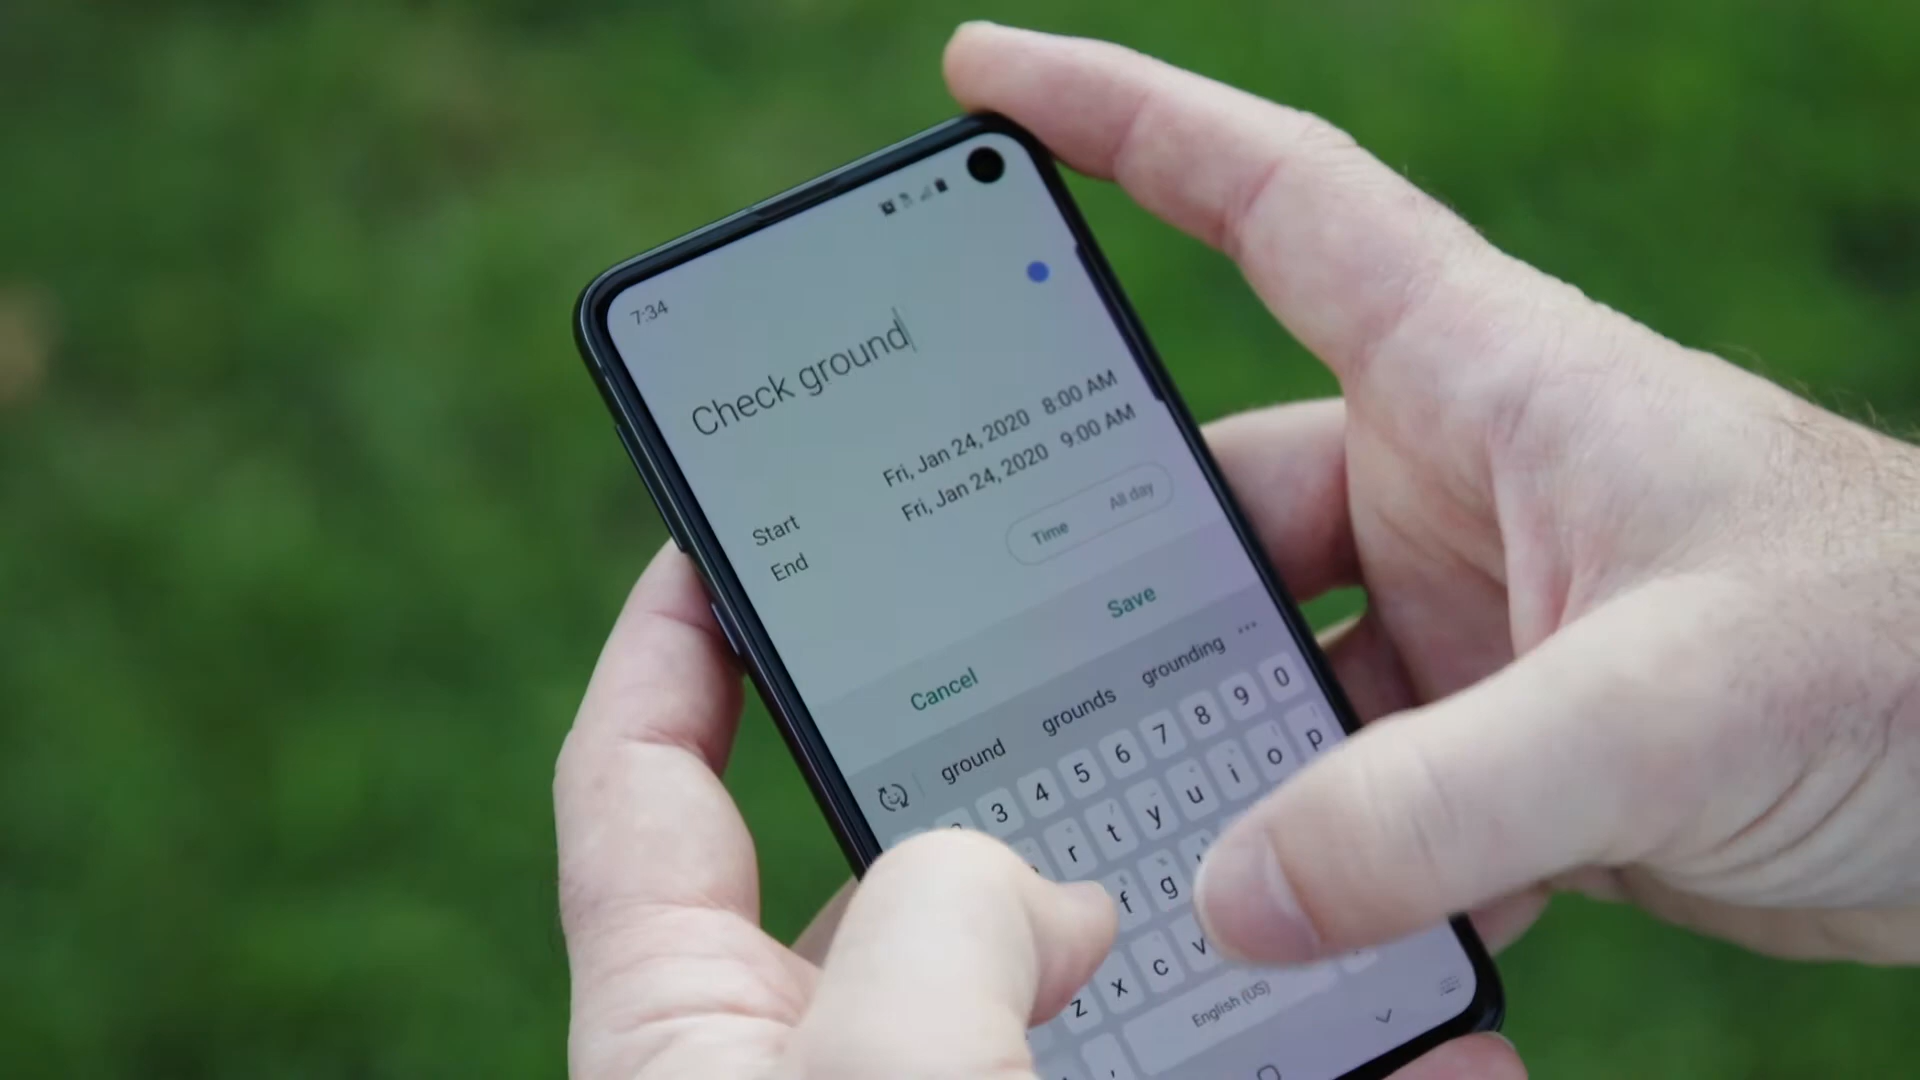 7:34
Check ground
Start Fri, Jan 24, 2020 8:00 AM
End Fri, Jan 24, 2020 9:00 AM
Time All day
Cancel Save
ground grounds grounding
3 4 5 6 7 8 9 0
r t y u i o p
f g
z x c v
English (US)
,